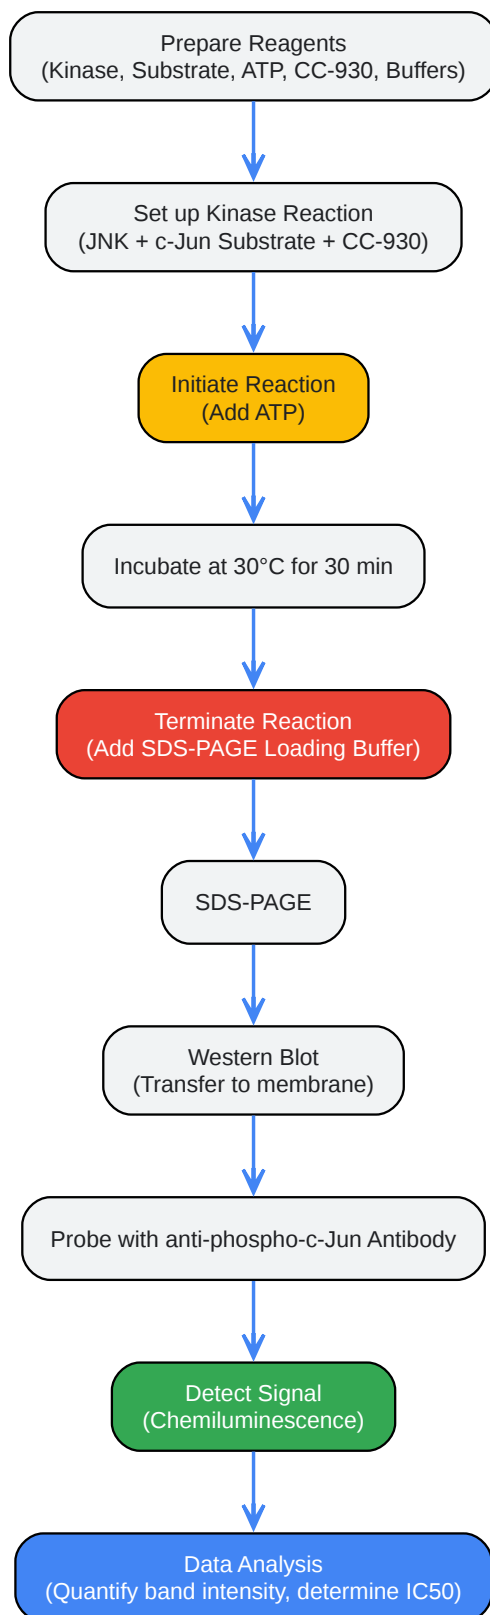 Prepare Reagents
(Kinase, Substrate, ATP, CC-930, Buffers)
Set up Kinase Reaction
(JNK + c-Jun Substrate + CC-930)
Initiate Reaction
(Add ATP)
Incubate at 30°C for 30 min
Terminate Reaction
(Add SDS-PAGE Loading Buffer)
SDS-PAGE
Western Blot
(Transfer to membrane)
Probe with anti-phospho-c-Jun Antibody
Detect Signal
(Chemiluminescence)
Data Analysis
(Quantify band intensity, determine IC50)